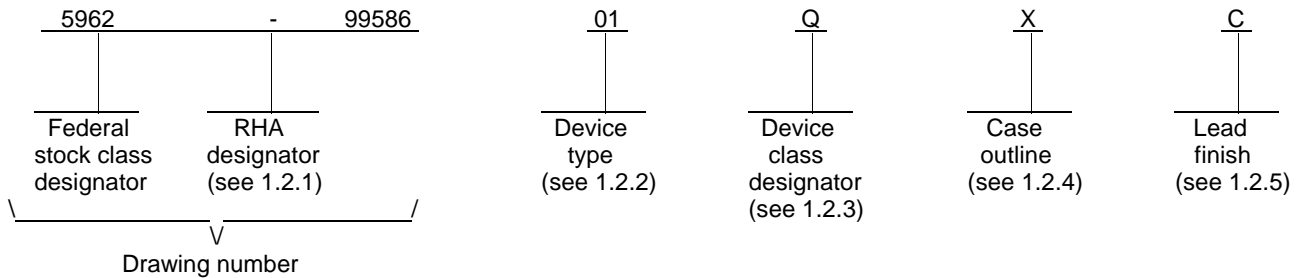 5962 - 99586 01 Q X C
Federal stock class designator
RHA designator (see 1.2.1)
Device type (see 1.2.2)
Device class designator (see 1.2.3)
Case outline (see 1.2.4)
Lead finish (see 1.2.5)
\ / \/
Drawing number